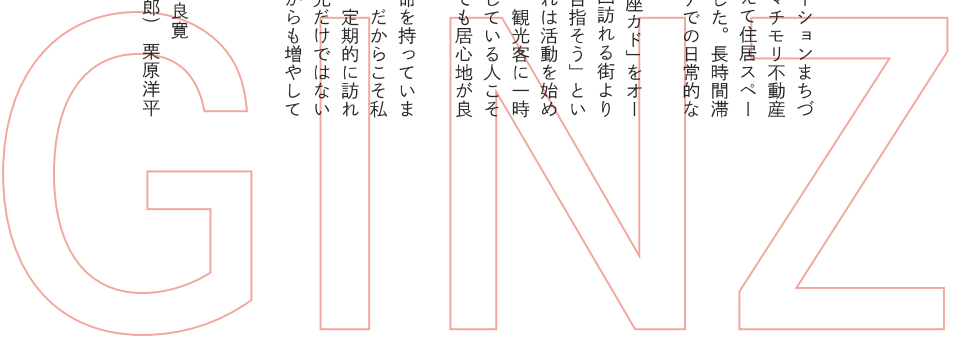 ーションまちづ
マチモリ不動産
えて住居スペー
した。長時間滞
での日常的な
座カド」をオー
訪れる街より
目指そう」とい
れは活動を始め
観光客に一時
している人こそ
ても居心地が良
命を持っていま
だからこそ私
定期的に訪れ
光だけではない
からも増やして
良寛
郎） 栗原洋平
GINZ